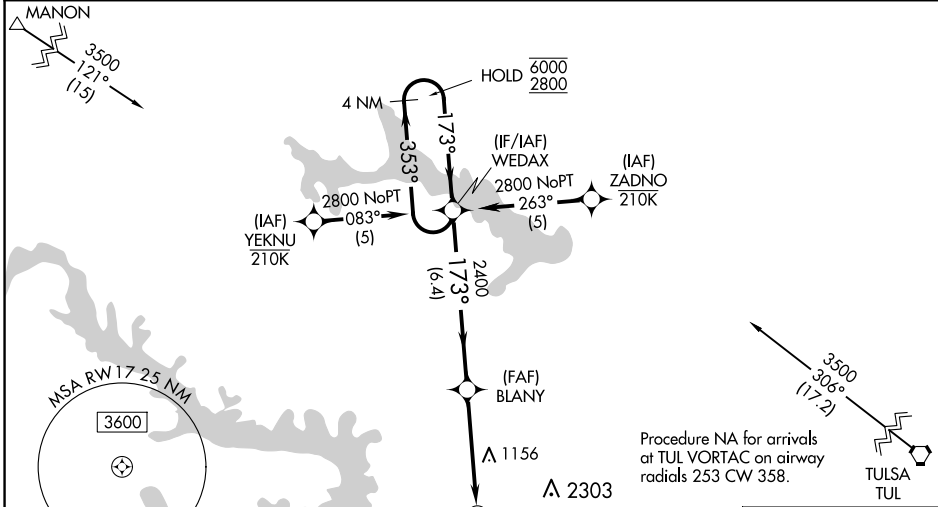 MANON
3500
121°
(15)
HOLD 6000
2800
4 NM
173°
353°
(IF/IAF)
WEDAX
(IAF)
ZADNO
210K
2800 NoPT
263°
(5)
2800 NoPT
083°
(5)
(IAF)
YEKNU
210K
2400
173°
(6.4)
(FAF)
BLANY
1156
2303
MSA RW17 25 NM
3600
3500
306°
(17.2)
Procedure NA for arrivals
at TUL VORTAC on airway
radials 253 CW 358.
TULSA
TUL